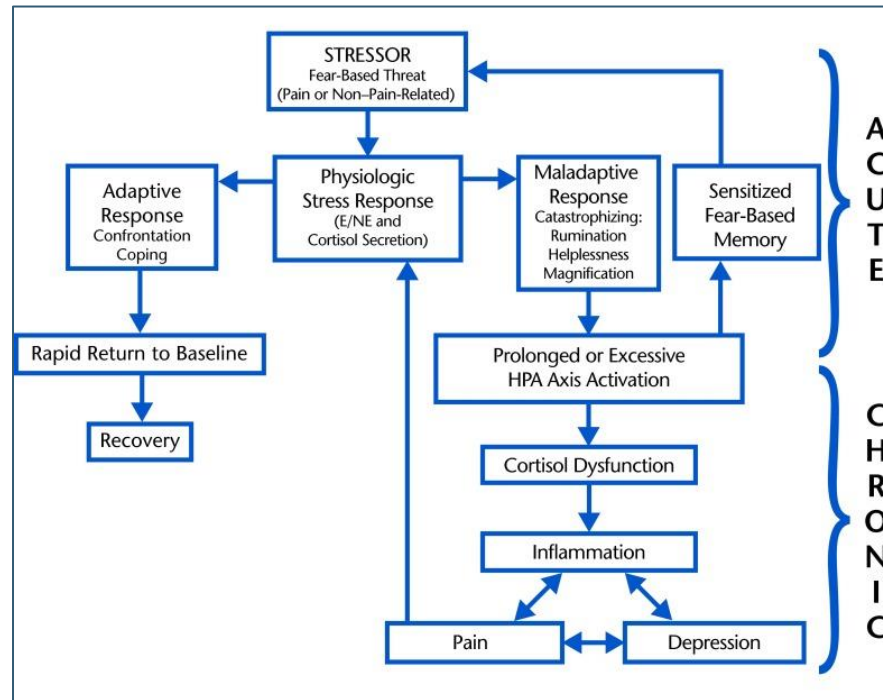 STRESSOR
Fear-Based Threat
(Pain or Non–Pain-Related)
Adaptive
Response
Confrontation
Coping
Physiologic
Stress Response
(E/NE and
Cortisol Secretion)
Maladaptive
Response
Catastrophizing:
Rumination
Helplessness
Magnification
Sensitized
Fear-Based
Memory
A
C
U
T
E
Rapid Return to Baseline
Prolonged or Excessive
HPA Axis Activation
Recovery
Cortisol Dysfunction
Inflammation
Pain
Depression
C
H
R
O
N
I
C